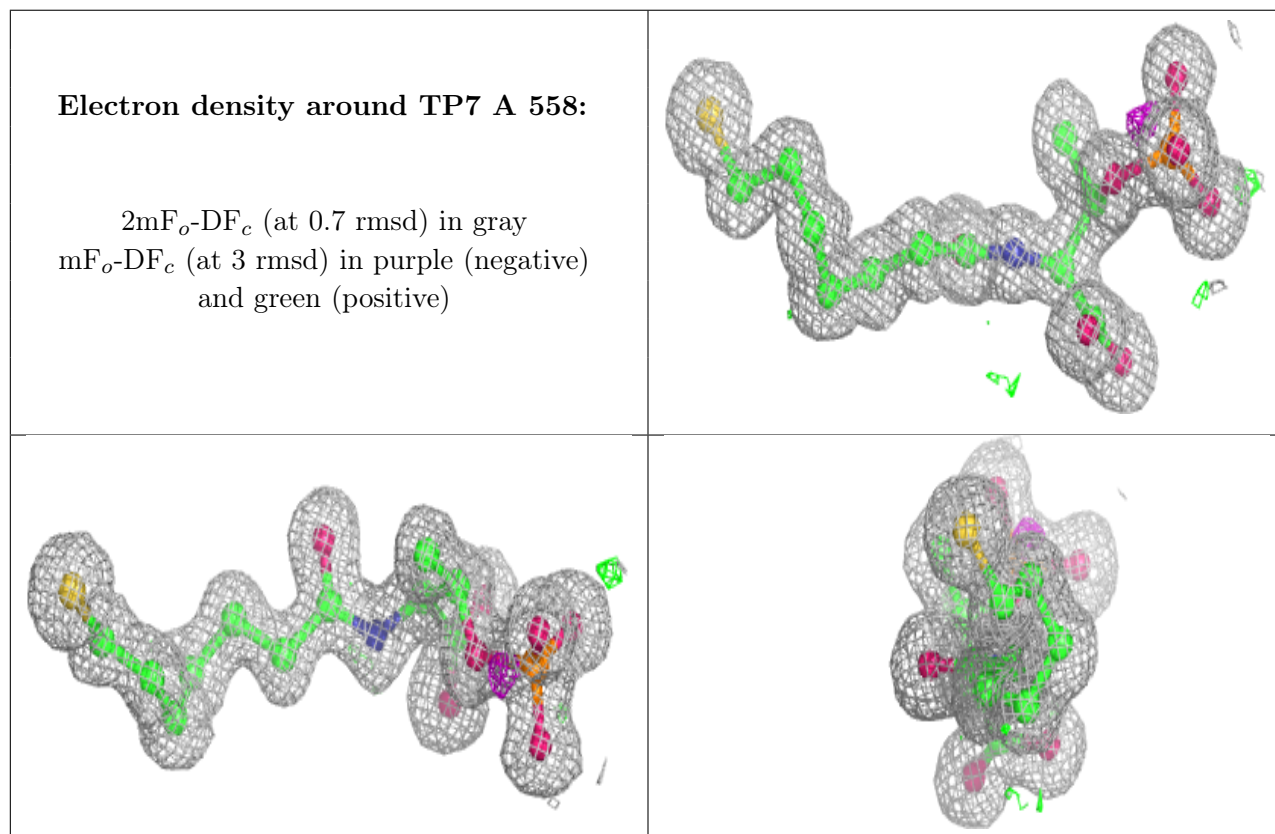 Electron density around TP7 A 558:
2mFo-DFc (at 0.7 rmsd) in gray
mFo-DFc (at 3 rmsd) in purple (negative)
and green (positive)